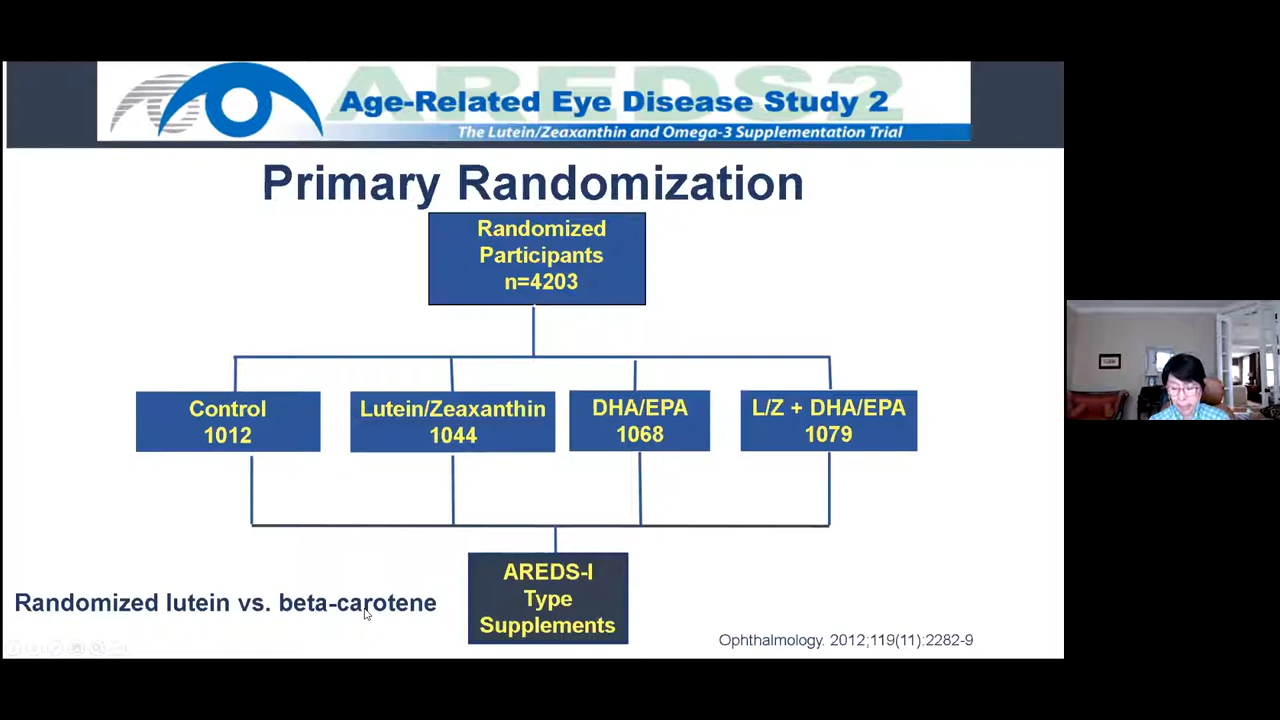 AREDS2
Age-Related Eye Disease Study 2
The Lutein/Zeaxanthin and Omega-3 Supplementation Trial
Primary Randomization
Randomized
Participants
n=4203
Control
1012
Lutein/Zeaxanthin
1044
DHA/EPA
1068
L/Z + DHA/EPA
1079
AREDS-I
Type
Supplements
Randomized lutein vs. beta-carotene
Ophthalmology. 2012;119(11):2282-9